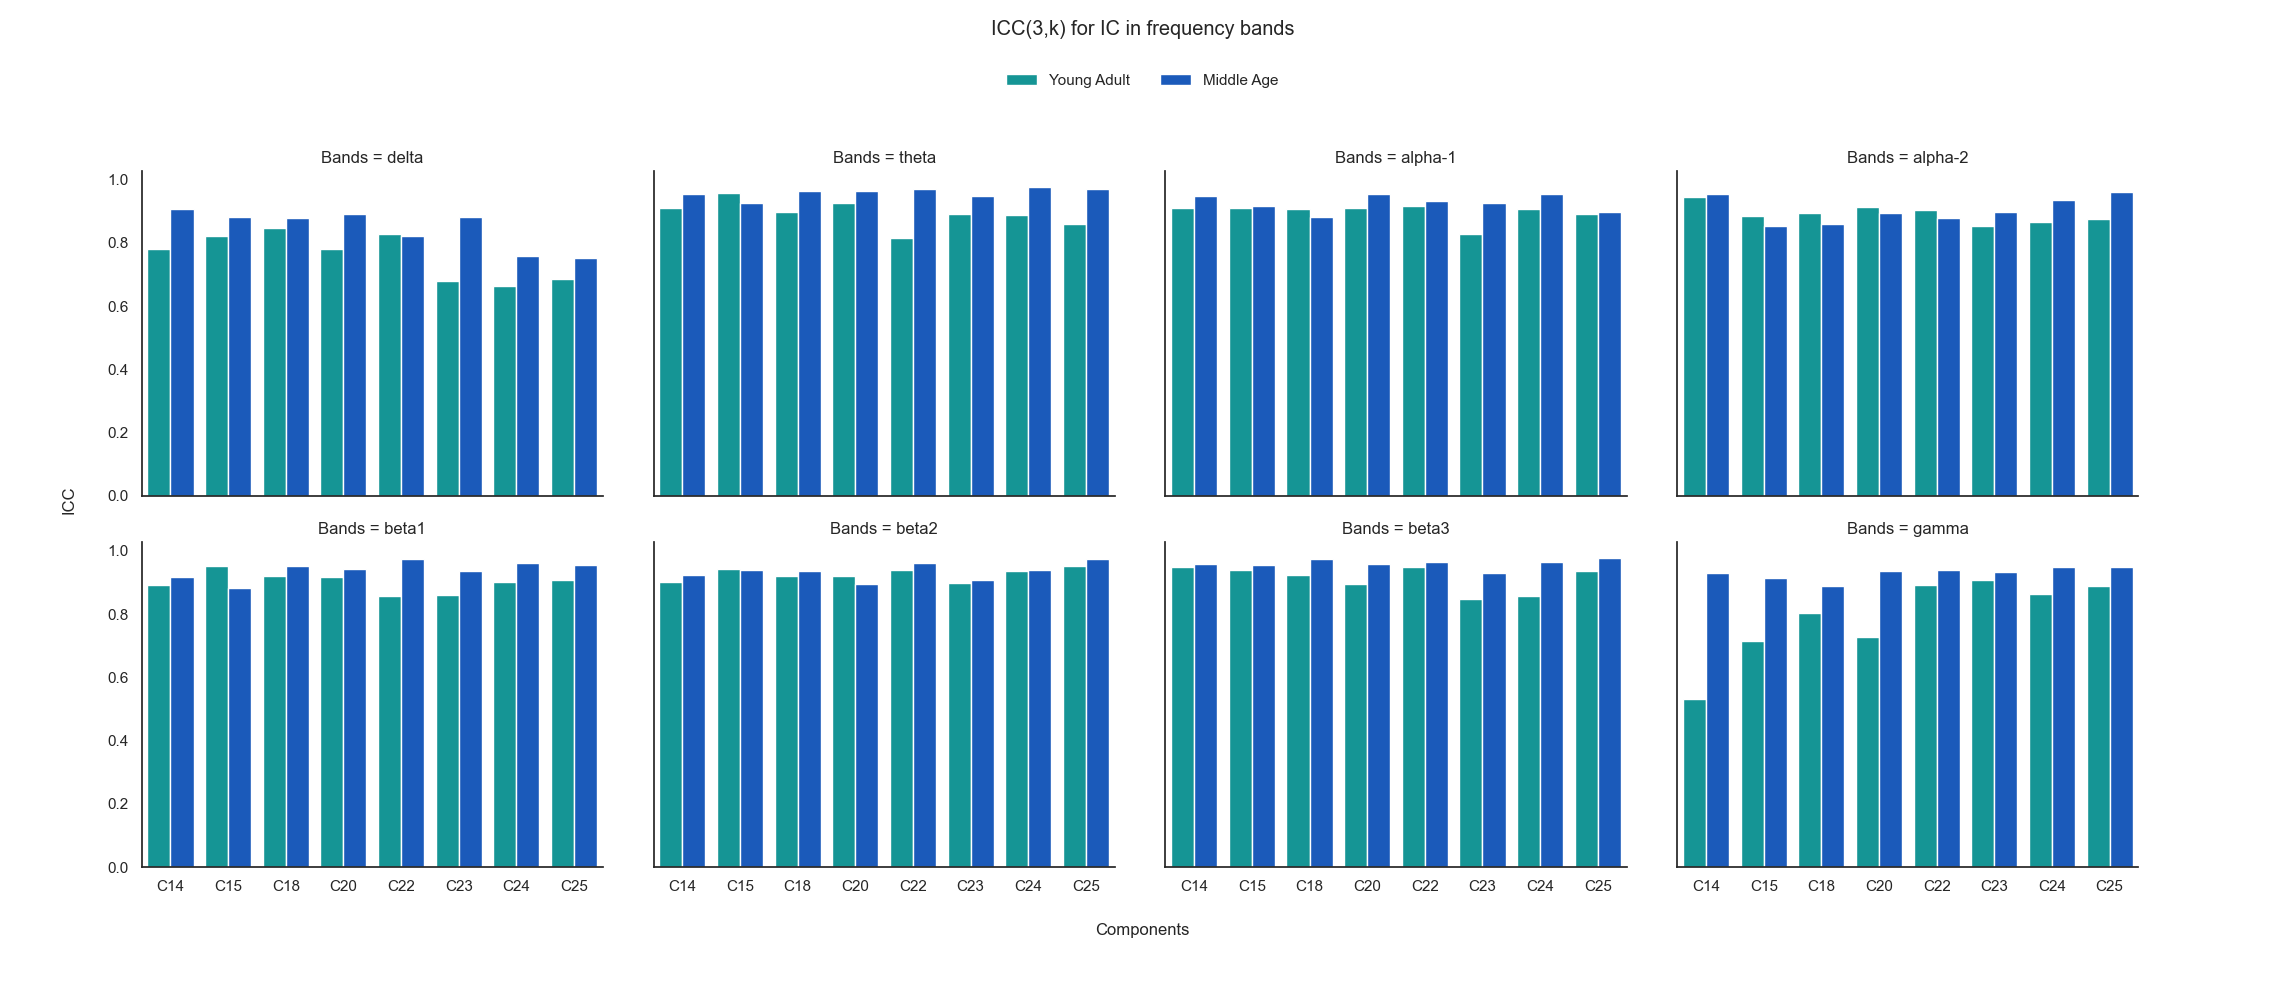 ICC(3,k) for IC in frequency bands
Young Adult Middle Age
Bands = delta Bands = theta Bands = alpha-1 Bands = alpha-2
1.0
0.8
0.6
0.4
0.2
0.0
ICC
Bands = beta1 Bands = beta2 Bands = beta3 Bands = gamma
1.0
0.8
0.6
0.4
0.2
0.0
C14 C15 C18 C20 C22 C23 C24 C25 C14 C15 C18 C20 C22 C23 C24 C25 C14 C15 C18 C20 C22 C23 C24 C25 C14 C15 C18 C20 C22 C23 C24 C25
Components